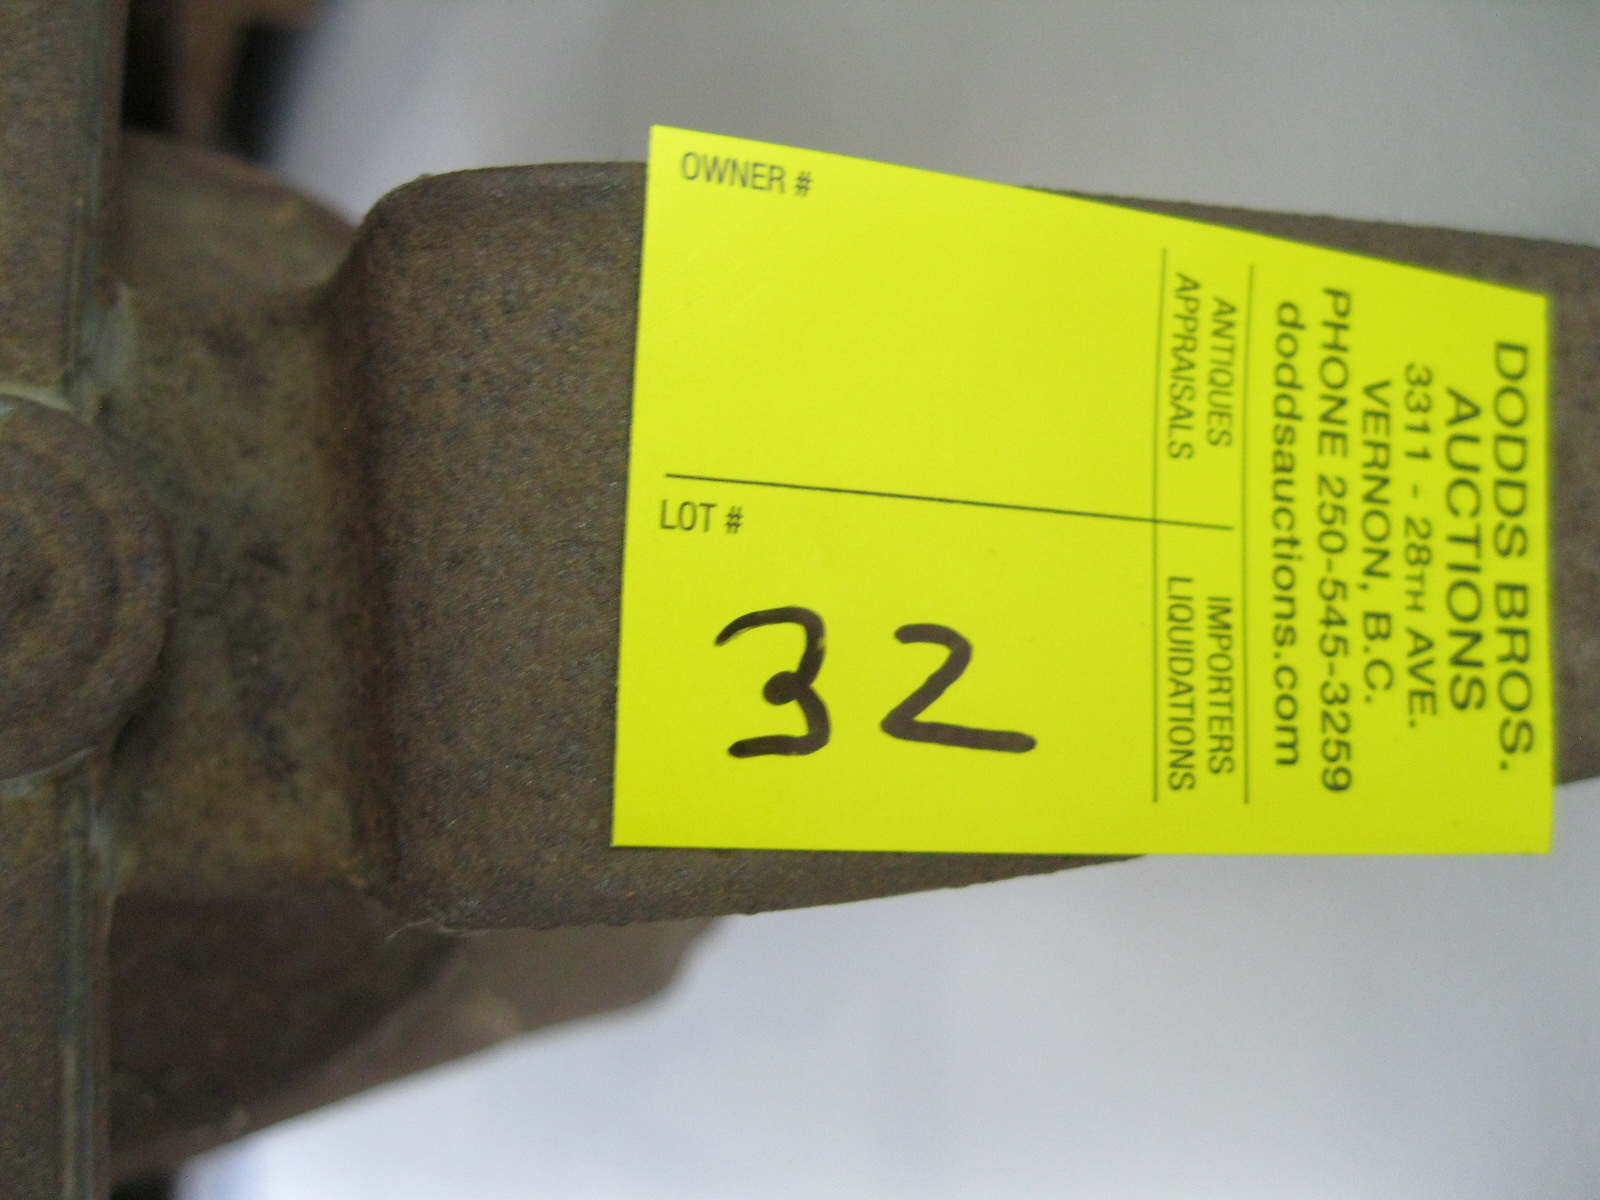 DODDS BROS.
AUCTIONS
3311 - 28TH AVE.
VERNON, B.C.
PHONE 250-545-3259
doddsauctions.com
ANTIQUES
APPRAISALS
IMPORTERS
LIQUIDATIONS
OWNER #
LOT #
32